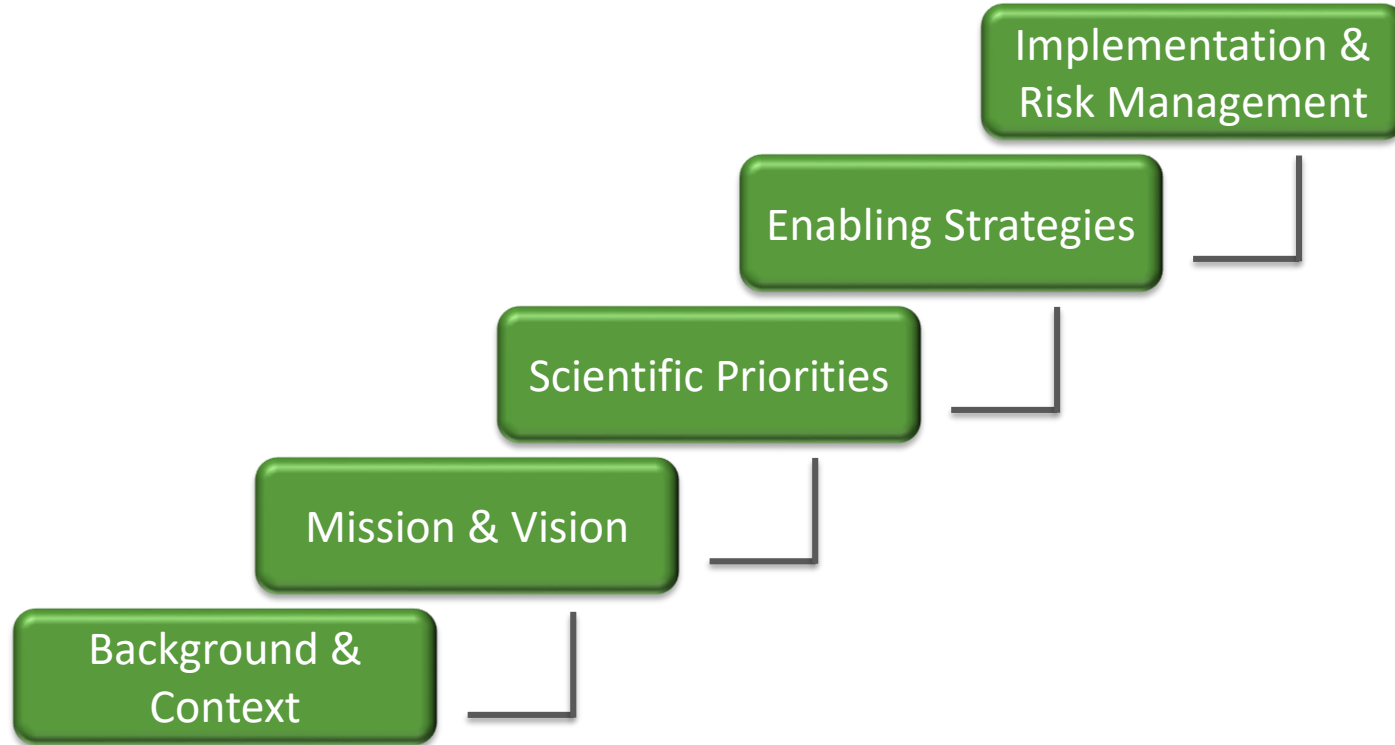 Implementation &
Risk Management
Enabling Strategies
Scientific Priorities
Mission & Vision
Background &
Context